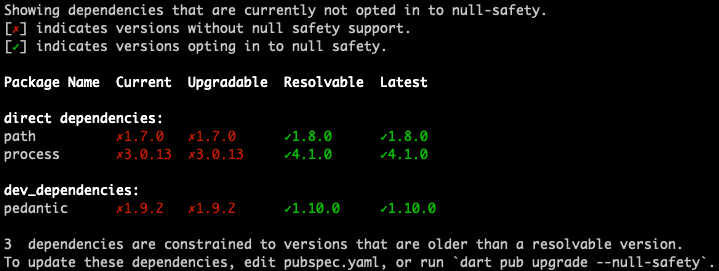 Showing dependencies that are currently not opted in to null-safety.
[✗] indicates versions without null safety support.
[✓] indicates versions opting in to null safety.
Package Name  Current  Upgradable  Resolvable  Latest
direct dependencies:
path  ✗1.7.0  ✗1.7.0  ✓1.8.0  ✓1.8.0
process  ✗3.0.13  ✗3.0.13  ✓4.1.0  ✓4.1.0
dev_dependencies:
pedantic  ✗1.9.2  ✗1.9.2  ✓1.10.0  ✓1.10.0
3  dependencies are constrained to versions that are older than a resolvable version.
To update these dependencies, edit pubspec.yaml, or run `dart pub upgrade --null-safety`.